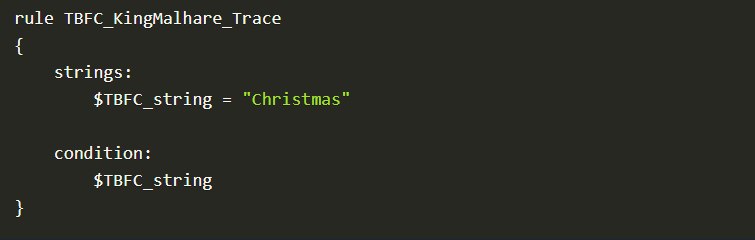 rule TBFC_KingMalhare_Trace
{
    strings:
        $TBFC_string = "Christmas"

    condition:
        $TBFC_string
}